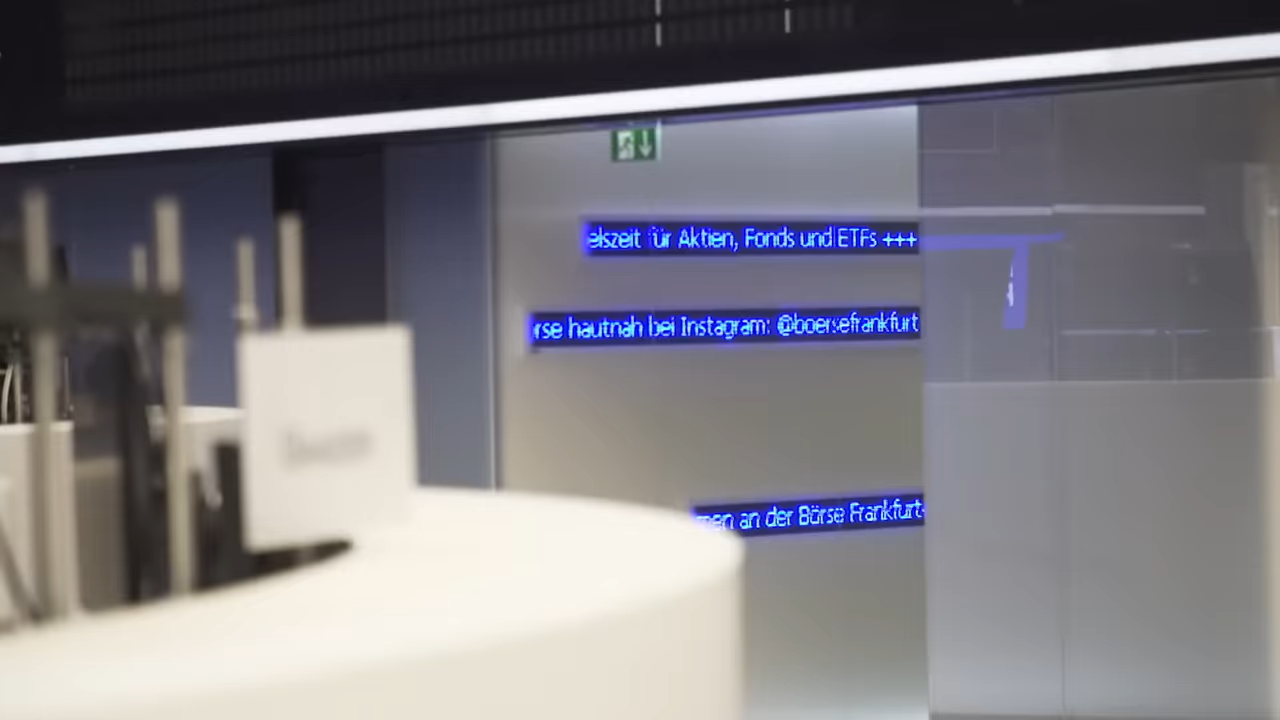 elszeit für Aktien, Fonds und ETFs +++
rse hautnah bei Instagram: @boersefrankfurt
men an der Börse Frankfurt